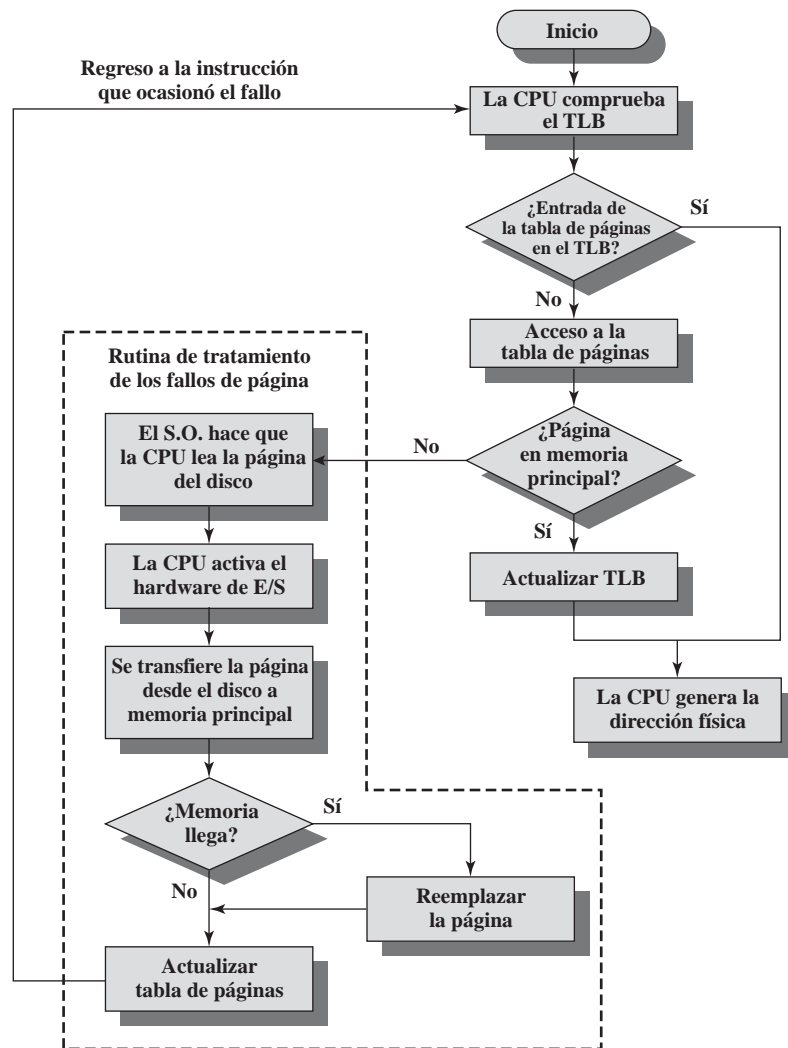 Inicio
Regreso a la instrucción
que ocasionó el fallo
La CPU comprueba
el TLB
¿Entrada de
la tabla de páginas
en el TLB?
Sí
No
Acceso a la
tabla de páginas
Rutina de tratamiento
de los fallos de página
¿Página
en memoria
principal?
No
El S.O. hace que
la CPU lea la página
del disco
Sí
Actualizar TLB
La CPU activa el
hardware de E/S
Se transfiere la página
desde el disco a
memoria principal
La CPU genera la
dirección física
¿Memoria
llega?
Sí
No
Reemplazar
la página
Actualizar
tabla de páginas